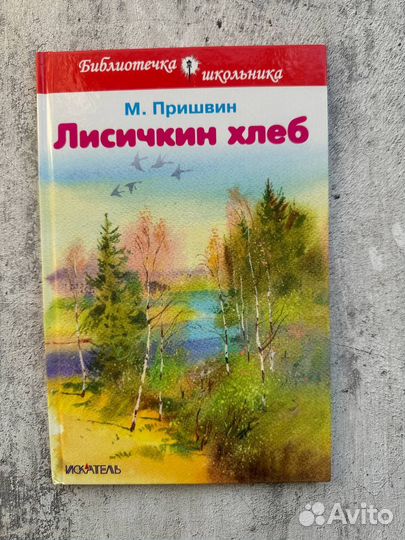 Библиотечка школьника
М. Пришвин
Лисичкин хлеб
ИСКАТЕЛЬ
Avito